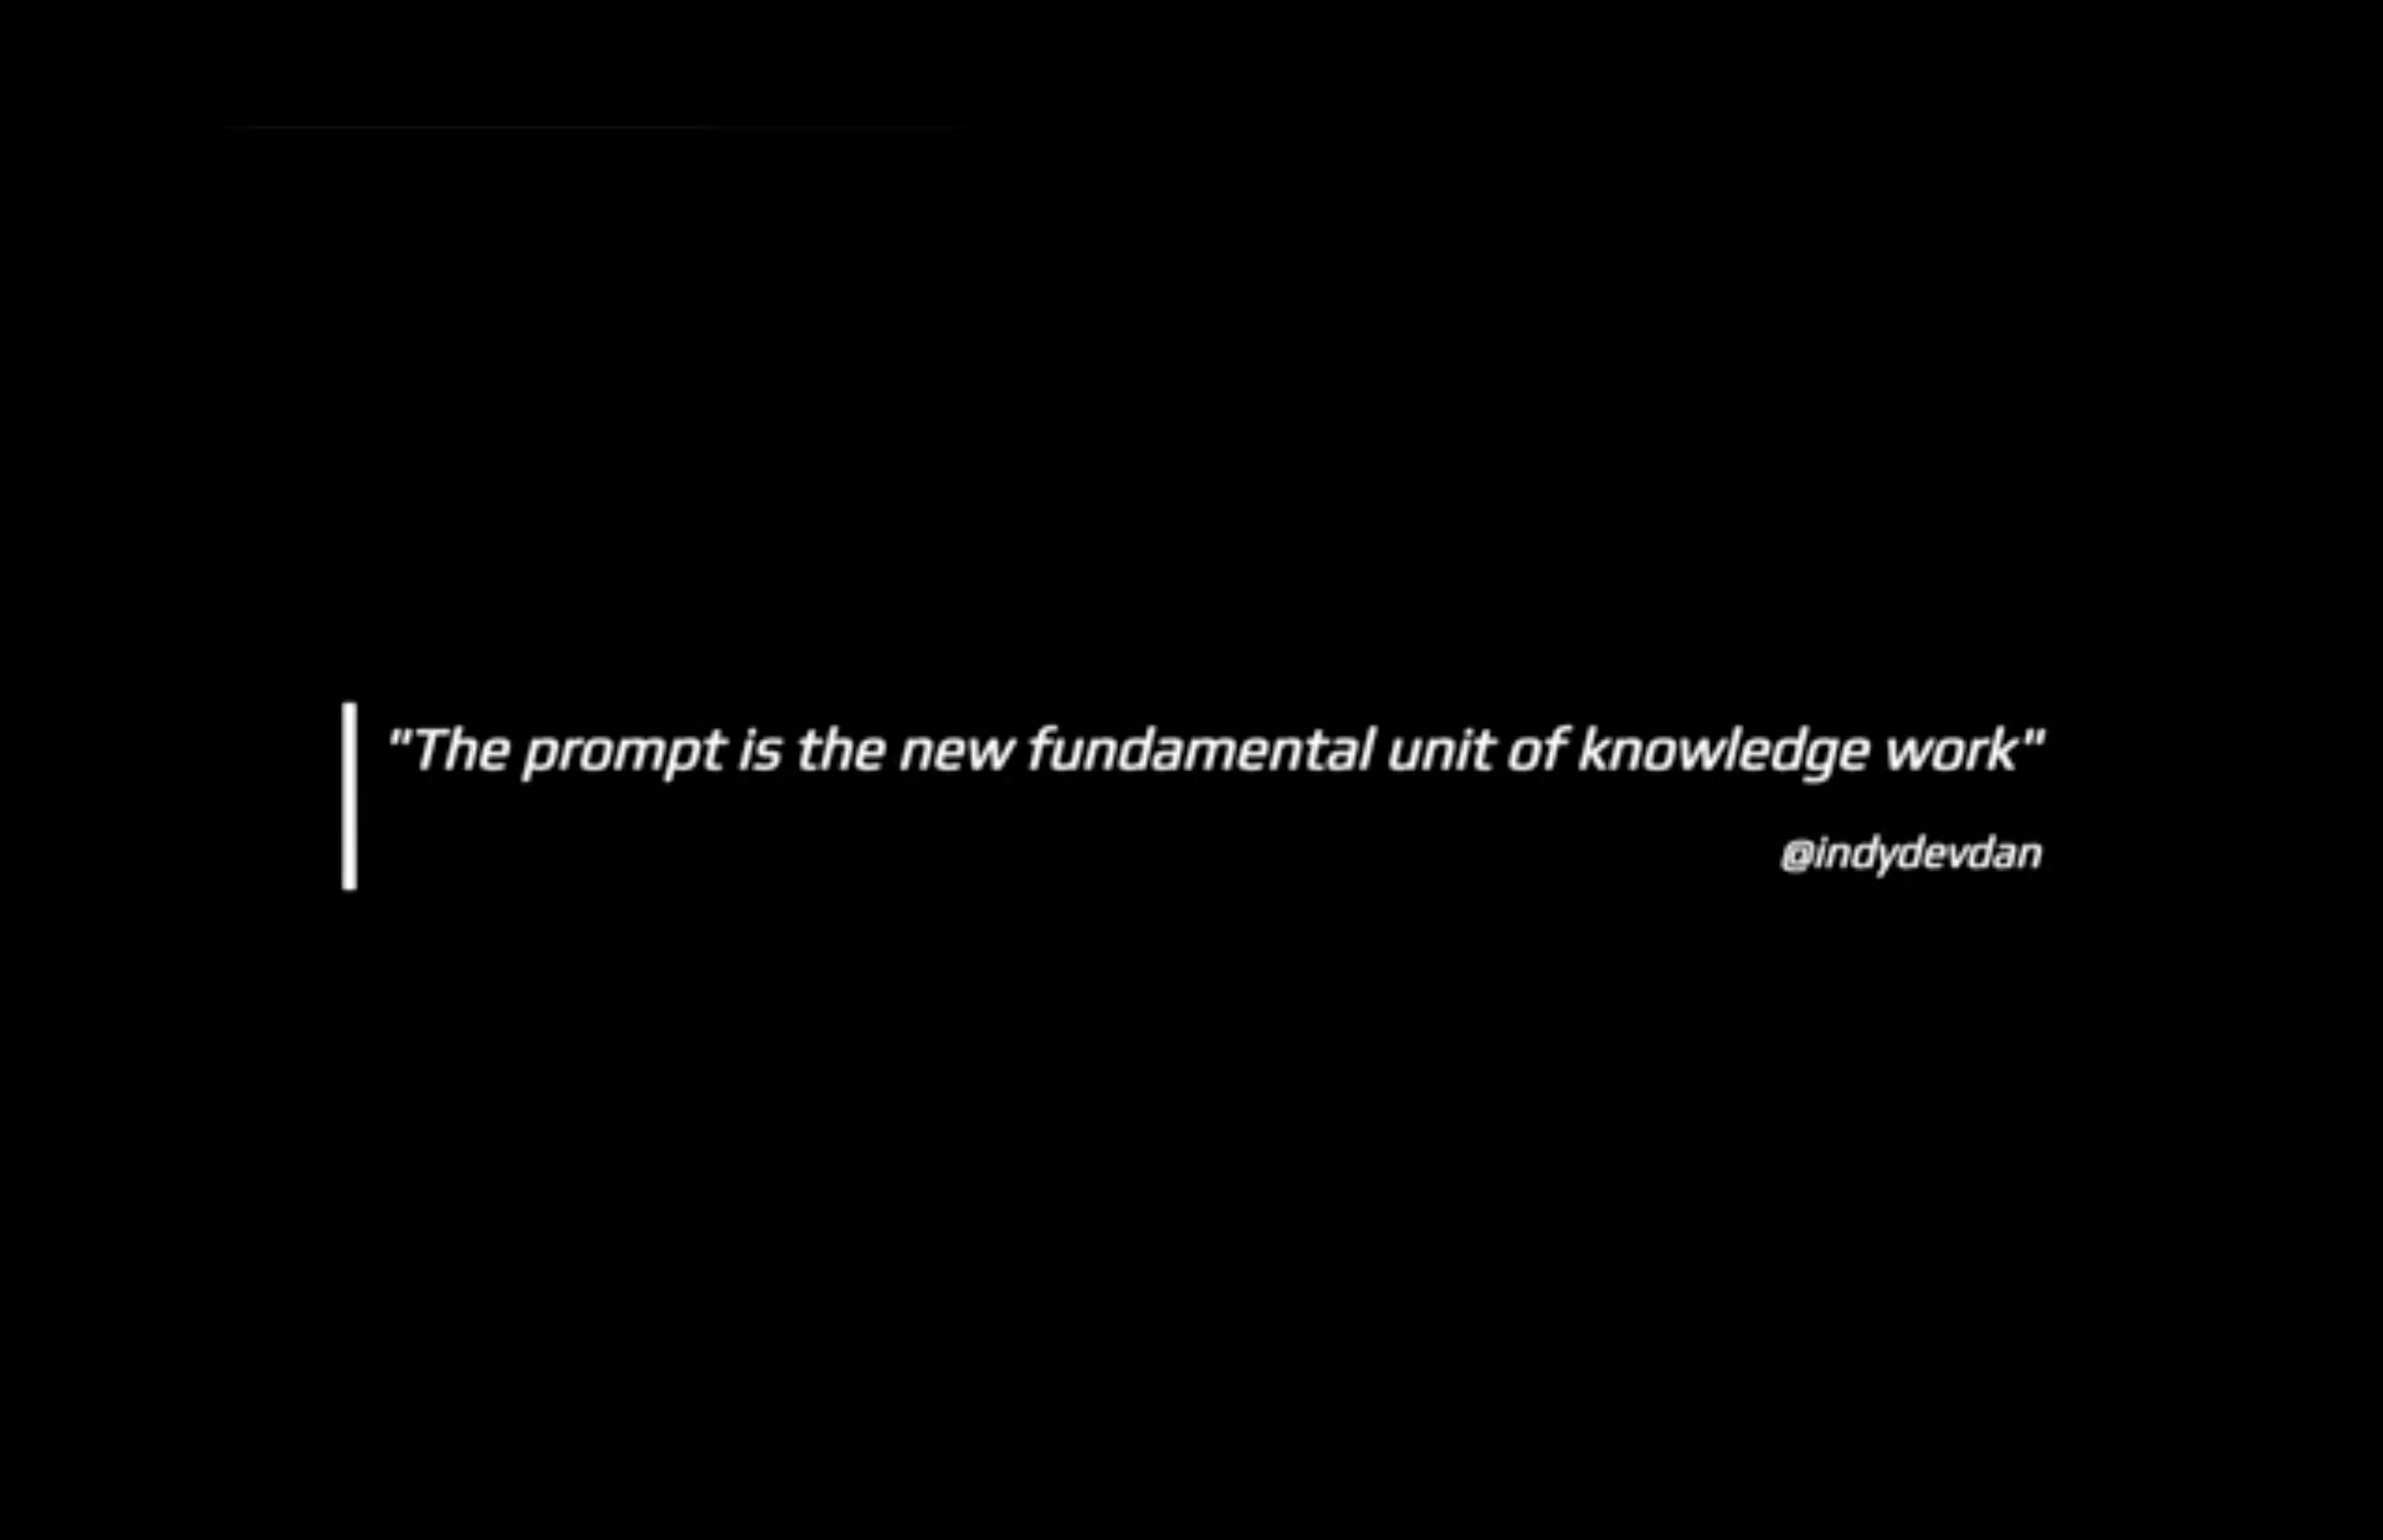 "The prompt is the new fundamental unit of knowledge work"
@indydevdan